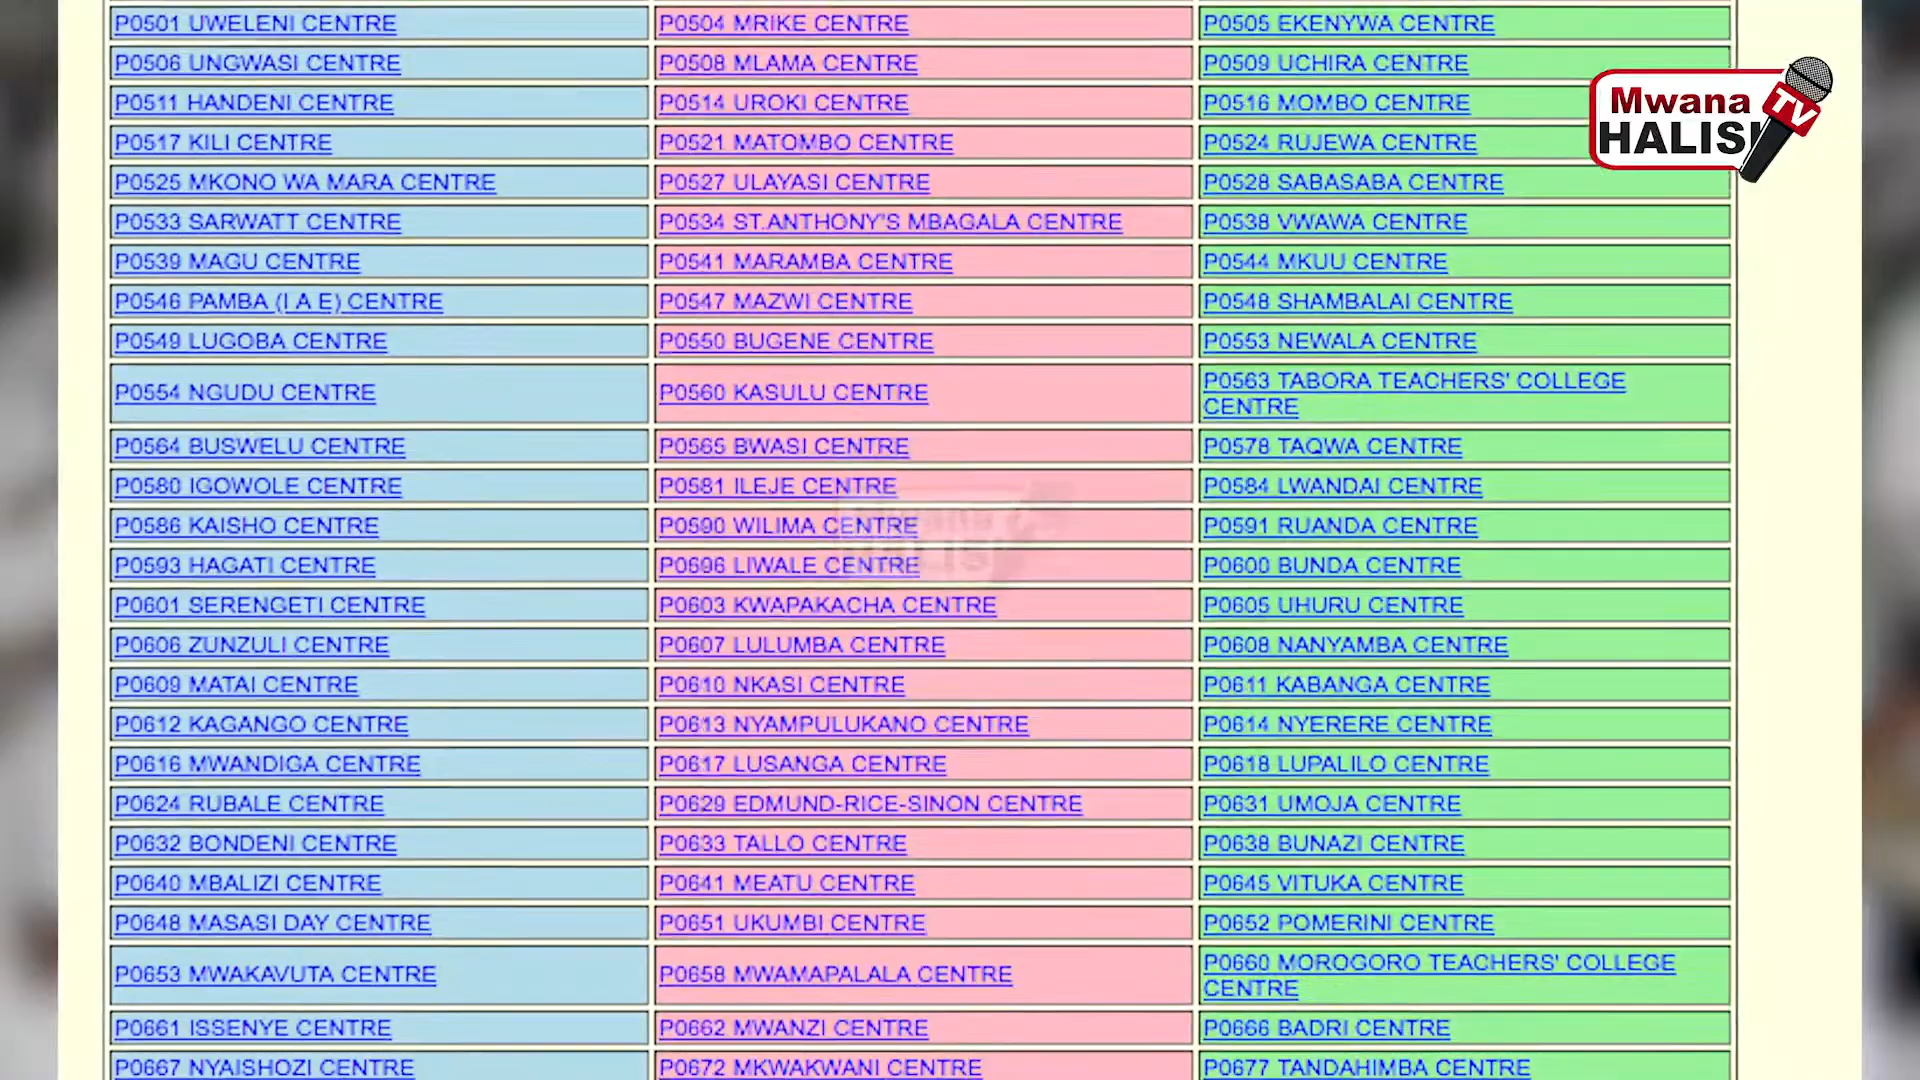 P0501 UWELENI CENTRE P0504 MRIKE CENTRE P0505 EKENYWA CENTRE
P0506 UNGWASI CENTRE P0508 MLAMA CENTRE P0509 UCHIRA CENTRE
P0511 HANDENI CENTRE P0514 UROKI CENTRE P0516 MOMBO CENTRE
P0517 KILI CENTRE P0521 MATOMBO CENTRE P0524 RUJEWA CENTRE
P0525 MKONO WA MARA CENTRE P0527 ULAYASI CENTRE P0528 SABASABA CENTRE
P0533 SARWATT CENTRE P0534 ST.ANTHONY'S MBAGALA CENTRE P0538 VWAWA CENTRE
P0539 MAGU CENTRE P0541 MARAMBA CENTRE P0544 MKUU CENTRE
P0546 PAMBA (I A E) CENTRE P0547 MAZWI CENTRE P0548 SHAMBALAI CENTRE
P0549 LUGOBA CENTRE P0550 BUGENE CENTRE P0553 NEWALA CENTRE
P0554 NGUDU CENTRE P0560 KASULU CENTRE P0563 TABORA TEACHERS' COLLEGE
CENTRE
P0564 BUSWELU CENTRE P0565 BWASI CENTRE P0578 TAQWA CENTRE
P0580 IGOWOLE CENTRE P0581 ILEJE CENTRE P0584 LWANDAI CENTRE
P0586 KAISHO CENTRE P0590 WILIMA CENTRE P0591 RUANDA CENTRE
P0593 HAGATI CENTRE P0596 LIWALE CENTRE P0600 BUNDA CENTRE
P0601 SERENGETI CENTRE P0603 KWAPAKACHA CENTRE P0605 UHURU CENTRE
P0606 ZUNZULI CENTRE P0607 LULUMBA CENTRE P0608 NANYAMBA CENTRE
P0609 MATAI CENTRE P0610 NKASI CENTRE P0611 KABANGA CENTRE
P0612 KAGANGO CENTRE P0613 NYAMPULUKANO CENTRE P0614 NYERERE CENTRE
P0616 MWANDIGA CENTRE P0617 LUSANGA CENTRE P0618 LUPALILO CENTRE
P0624 RUBALE CENTRE P0629 EDMUND-RICE-SINON CENTRE P0631 UMOJA CENTRE
P0632 BONDENI CENTRE P0633 TALLO CENTRE P0638 BUNAZI CENTRE
P0640 MBALIZI CENTRE P0641 MEATU CENTRE P0645 VITUKA CENTRE
P0648 MASASI DAY CENTRE P0651 UKUMBI CENTRE P0652 POMERINI CENTRE
P0653 MWAKAVUTA CENTRE P0658 MWAMAPALALA CENTRE P0660 MOROGORO TEACHERS' COLLEGE
CENTRE
P0661 ISSENYE CENTRE P0662 MWANZI CENTRE P0666 BADRI CENTRE
P0667 NYAISHOZI CENTRE P0672 MKWAKWANI CENTRE P0677 TANDAHIMBA CENTRE
Mwana
HALISI
TV